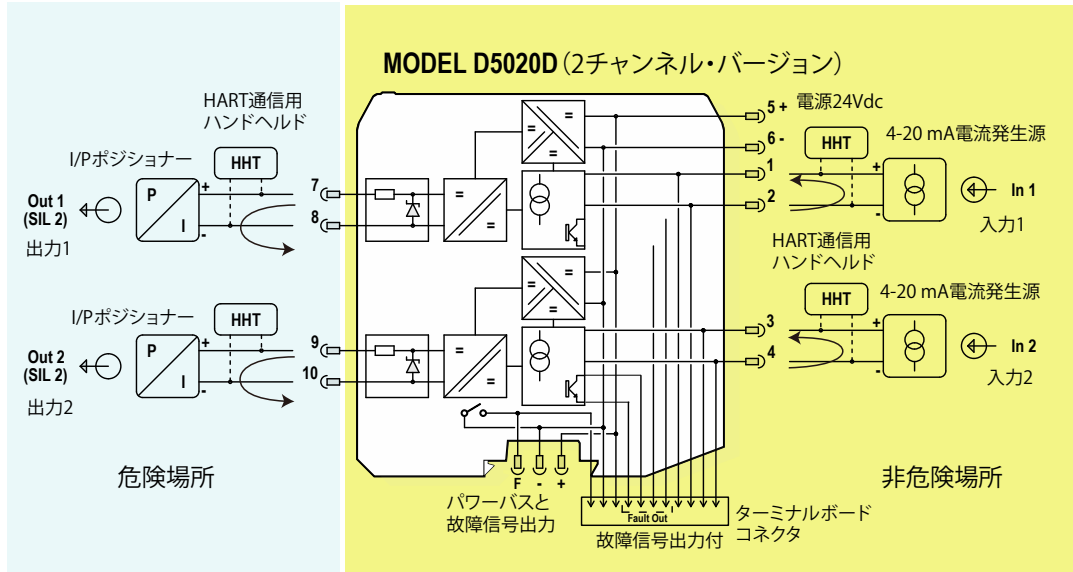 MODEL D5020D（2チャンネル・バージョン）
HART通信用
ハンドヘルド
I/Pポジショナー
HHT
P
I
+
-
Out 1
(SIL 2)
出力1
7
8
=
=
=
=
=
5 +
電源24Vdc
6 -
1
2
HHT
4-20 mA電流発生源
+
-
In 1
入力1
HART通信用
ハンドヘルド
I/Pポジショナー
HHT
P
I
+
-
Out 2
(SIL 2)
出力2
9
10
=
=
=
=
=
3
4
HHT
4-20 mA電流発生源
+
-
In 2
入力2
危険場所
非危険場所
F
-
+
パワーバスと
故障信号出力
Fault Out
故障信号出力付
ターミナルボード
コネクタ